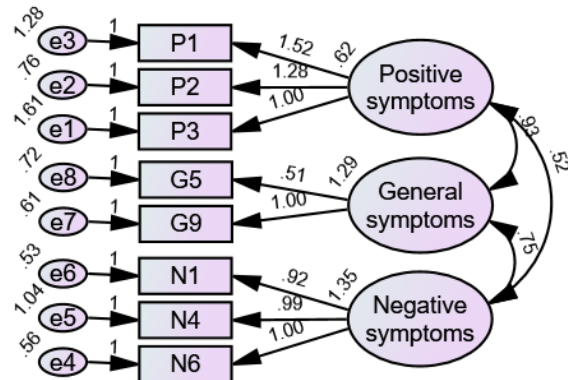 1.28
e3
1
P1
1.52
.62
Positive
symptoms
.76
e2
1
P2
1.28
1.61
e1
1
P3
1.00
.93
.52
.72
e8
1
G5
.51
1.29
General
symptoms
.61
e7
1
G9
1.00
.75
.53
e6
1
N1
.92
1.35
Negative
symptoms
1.04
e5
1
N4
.99
.56
e4
1
N6
1.00